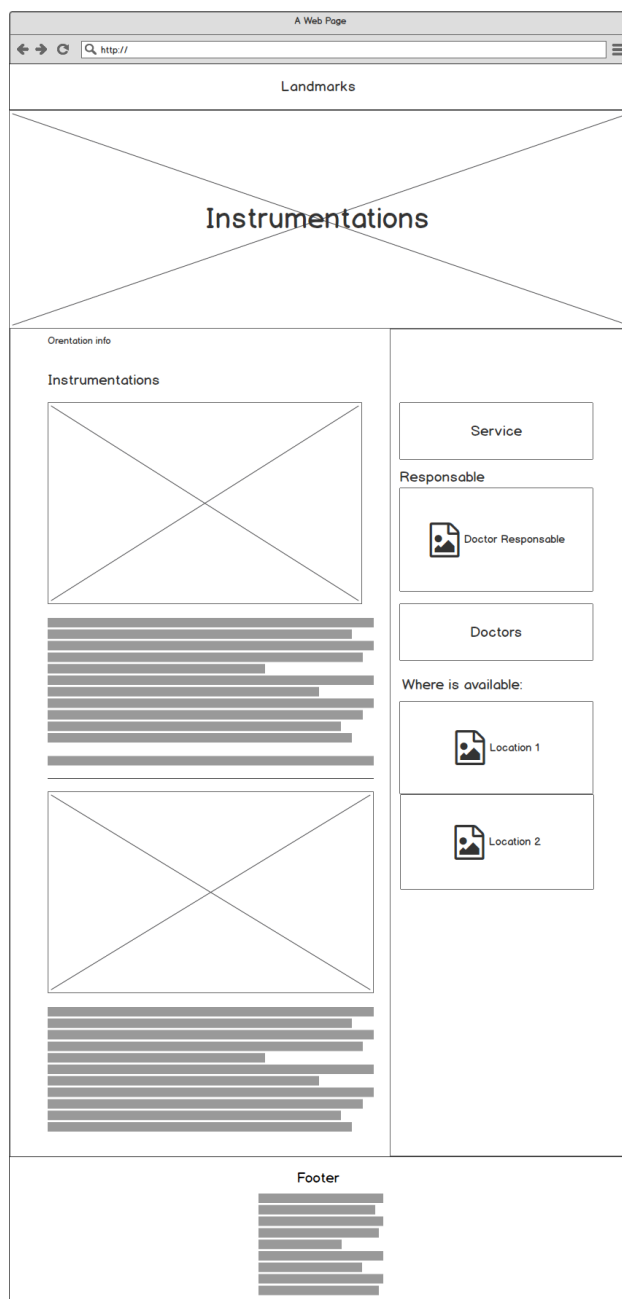 A Web Page
http://
Landmarks
Instrumentations
Orentation info
Instrumentations
Service
Responsable
Doctor Responsable
Doctors
Where is available:
Location 1
Location 2
Footer